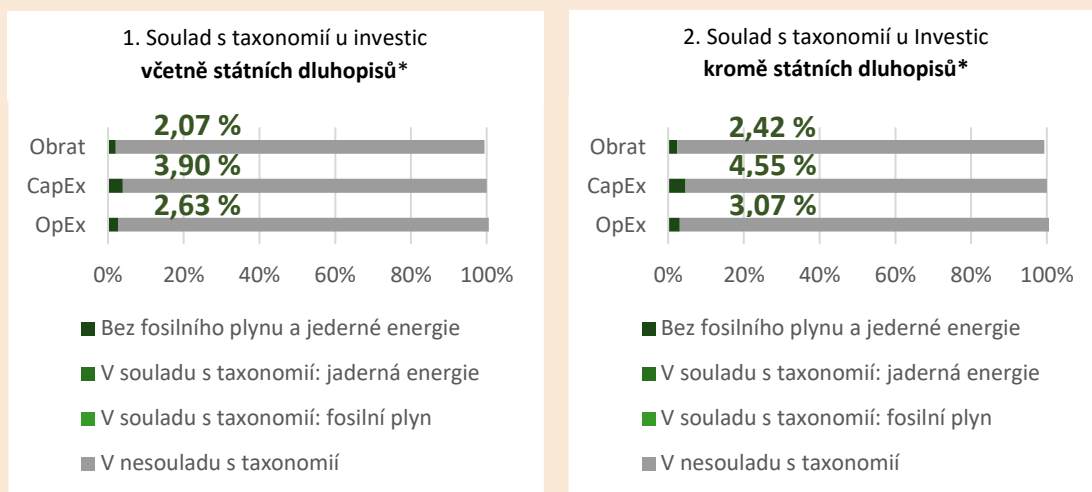 1. Soulad s taxonomií u investic
včetně státních dluhopisů*
2,07 %
Obrat
3,90 %
CapEx
2,63 %
OpEx
0% 20% 40% 60% 80% 100%
Bez fosilního plynu a jederné energie
V souladu s taxonomií: jaderná energie
V souladu s taxonomií: fosilní plyn
V nesouladu s taxonomií
2. Soulad s taxonomií u Investic
kromě státních dluhopisů*
2,42 %
Obrat
4,55 %
CapEx
3,07 %
OpEx
0% 20% 40% 60% 80% 100%
Bez fosilního plynu a jederné energie
V souladu s taxonomií: jaderná energie
V souladu s taxonomií: fosilní plyn
V nesouladu s taxonomií